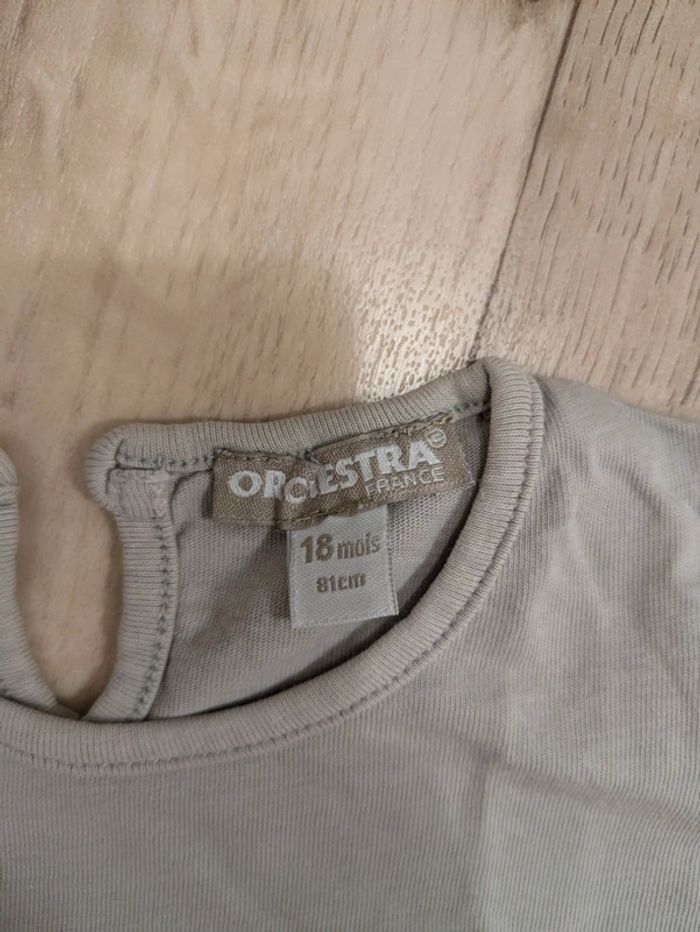 ORCHESTRA®
FRANCE
18 mois
81cm